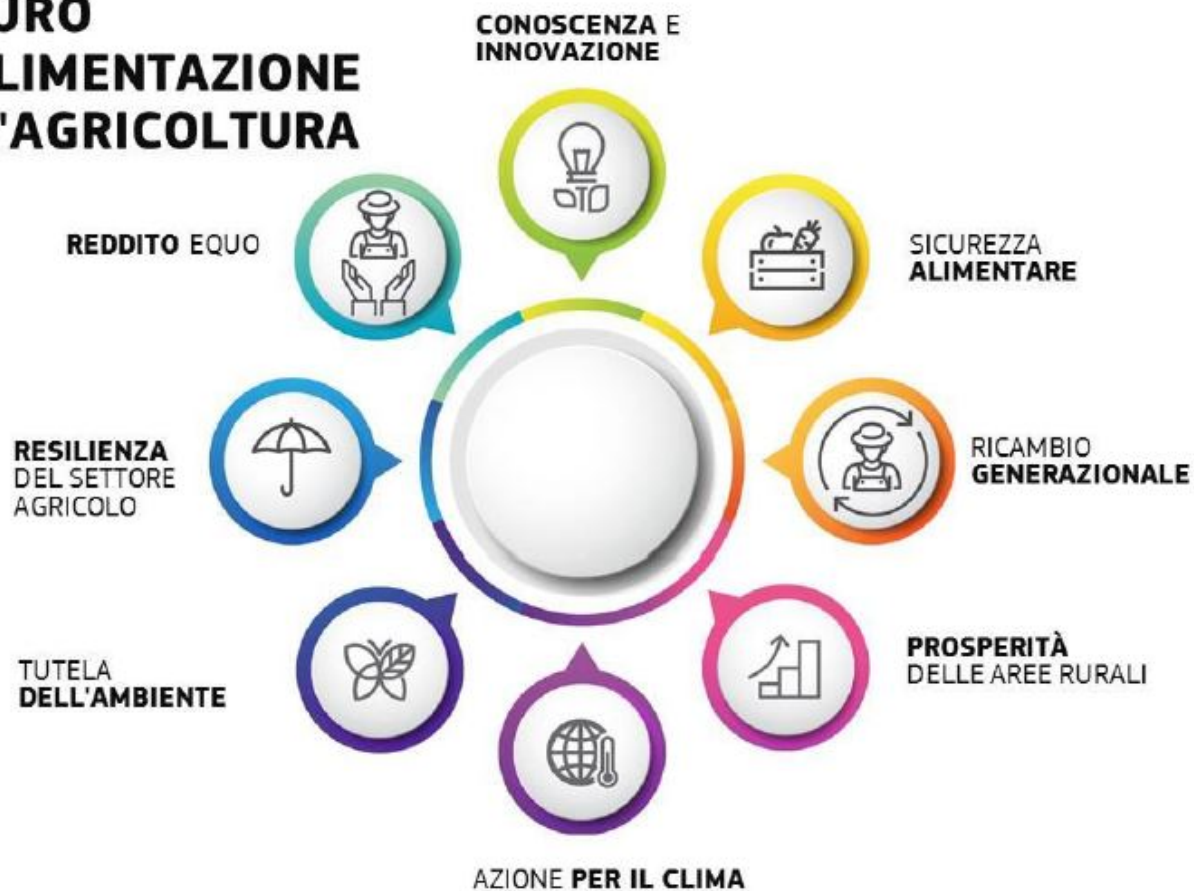 URO
LIMENTAZIONE
'AGRICOLTURA
CONOSCENZA E
INNOVAZIONE
REDDITO EQUO
SICUREZZA
ALIMENTARE
RESILIENZA
DEL SETTORE
AGRICOLO
RICAMBIO
GENERAZIONALE
TUTELA
DELL'AMBIENTE
PROSPERITÀ
DELLE AREE RURALI
AZIONE PER IL CLIMA